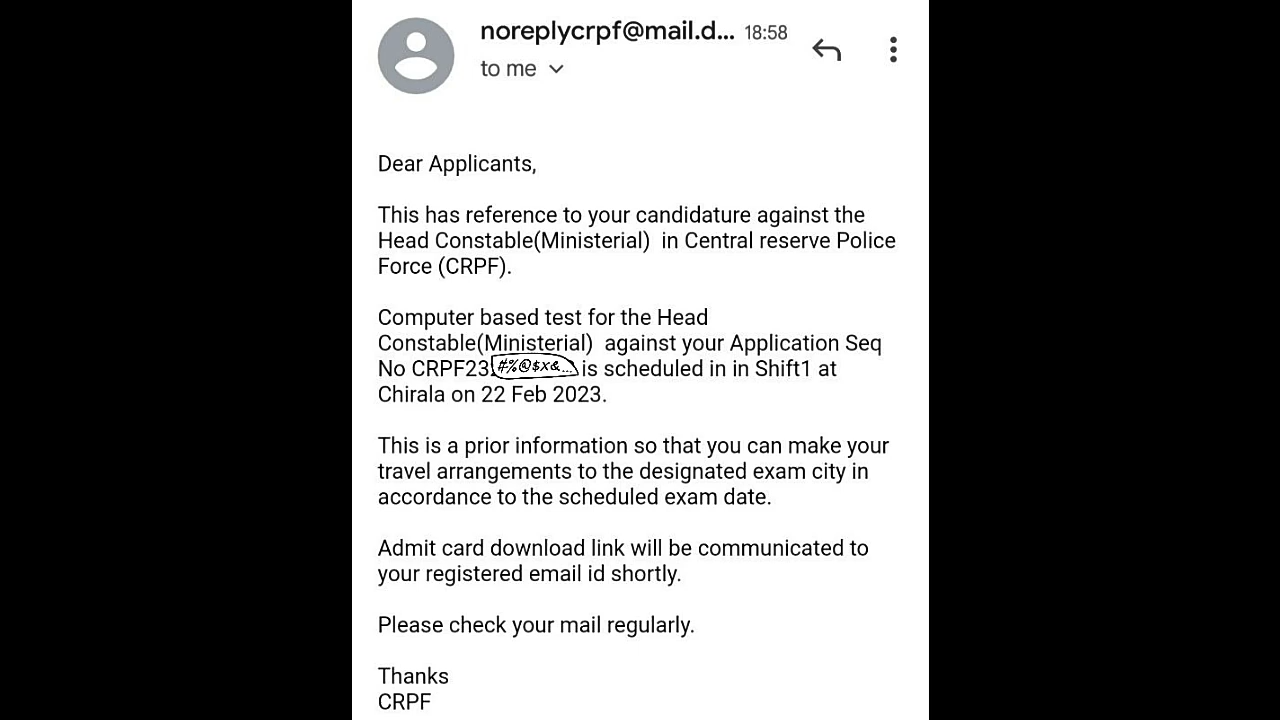 noreplycrpf@mail.d... 18:58
to me
Dear Applicants,
This has reference to your candidature against the
Head Constable(Ministerial)  in Central reserve Police
Force (CRPF).
Computer based test for the Head
Constable(Ministerial)  against your Application Seq
No CRPF23 #%@$x&... is scheduled in in Shift1 at
Chirala on 22 Feb 2023.
This is a prior information so that you can make your
travel arrangements to the designated exam city in
accordance to the scheduled exam date.
Admit card download link will be communicated to
your registered email id shortly.
Please check your mail regularly.
Thanks
CRPF